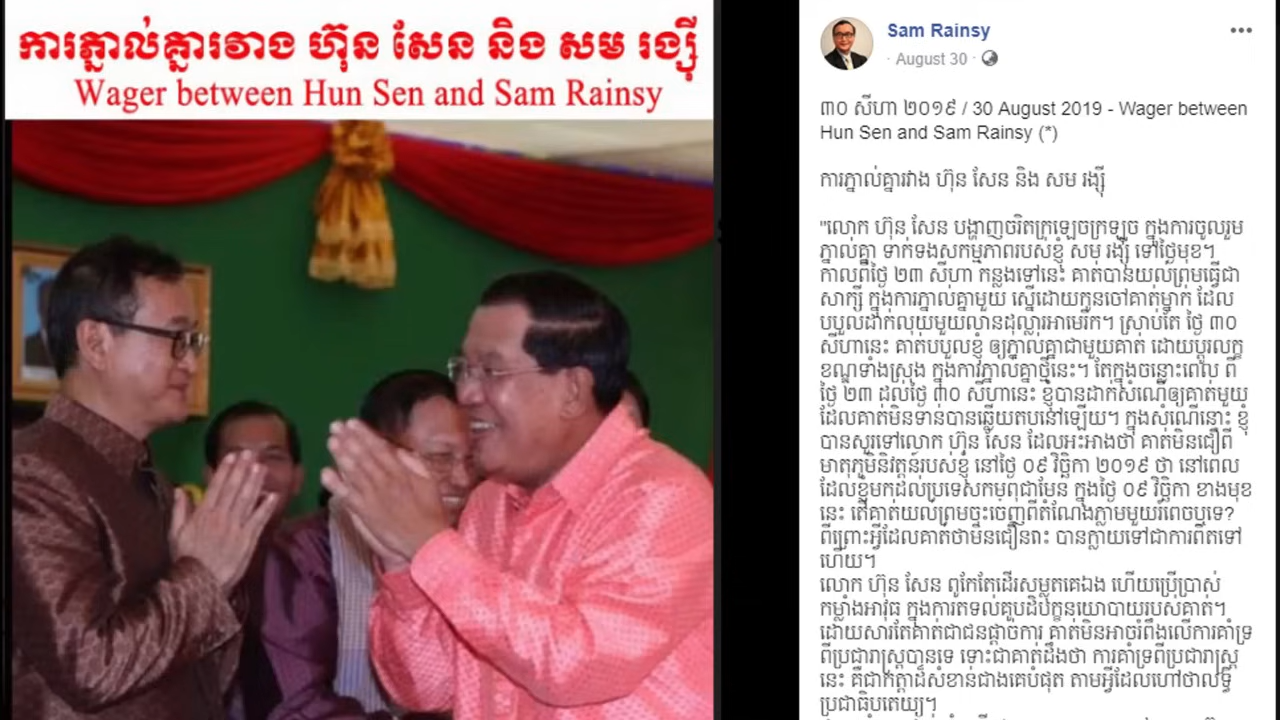 ការភ្នាល់គ្នារវាង ហ៊ុន សែន និង សម រង្ស៊ី
Wager between Hun Sen and Sam Rainsy
Sam Rainsy
· August 30 ·
៣០ សីហា ២០១៩ / 30 August 2019 - Wager between
Hun Sen and Sam Rainsy (*)
ការភ្នាល់គ្នារវាង ហ៊ុន សែន និង សម រង្ស៊ី
"លោក ហ៊ុន សែន បង្ហាញចរិតក្រឡេចក្រឡុច ក្នុងការចូលរួម
ភ្នាល់គ្នា ទាក់ទងសកម្មភាពរបស់ខ្ញុំ សម រង្ស៊ី ទៅថ្ងៃមុខ។
កាលពីថ្ងៃ ២៣ សីហា កន្លងទៅនេះ គាត់បានយល់ព្រមធ្វើជា
សាក្សី ក្នុងការភ្នាល់គ្នាមួយ ស្នើដោយកូនចៅគាត់ម្នាក់ ដែល
បបួលដាក់លុយមួយលានដុល្លារអាមេរិក។ ស្រាប់តែ ថ្ងៃ ៣០
សីហានេះ គាត់បបួលខ្ញុំ ឲ្យភ្នាល់គ្នាជាមួយគាត់ ដោយប្តូរលក្ខ
ខណ្ឌទាំងស្រុង ក្នុងការភ្នាល់គ្នាថ្មីនេះ។ តែក្នុងចន្លោះពេល ពី
ថ្ងៃ ២៣ ដល់ថ្ងៃ ៣០ សីហានេះ ខ្ញុំបានដាក់សំណើឲ្យគាត់មួយ
ដែលគាត់មិនទាន់បានឆ្លើយតបនៅឡើយ។ ក្នុងសំណើនោះ ខ្ញុំ
បានសួរទៅលោក ហ៊ុន សែន ដែលអះអាងថា គាត់មិនជឿពី
មាតុភូមិនិវត្តន៍របស់ខ្ញុំ នៅថ្ងៃ ០៩ វិច្ឆិកា ២០១៩ ថា នៅពេល
ដែលខ្ញុំមកដល់ប្រទេសកម្ពុជាមែន ក្នុងថ្ងៃ ០៩ វិច្ឆិកា ខាងមុខ
នេះ តើគាត់យល់ព្រមចុះចេញពីតំណែងភ្លាមមួយរំពេចឬទេ?
ពីព្រោះអ្វីដែលគាត់ថាមិនជឿនោះ បានក្លាយទៅជាការពិតទៅ
ហើយ។
លោក ហ៊ុន សែន ពូកែតែដើរសម្លុតគេឯង ហើយប្រើប្រាស់
កម្លាំងអាវុធ ក្នុងការតទល់គូបដិបក្ខនយោបាយរបស់គាត់។
ដោយសារតែគាត់ជាជនផ្តាច់ការ គាត់មិនអាចរំពឹងលើការគាំទ្រ
ពីប្រជារាស្ត្របានទេ ទោះជាគាត់ដឹងថា ការគាំទ្រពីប្រជារាស្ត្រ
នេះ គឺជាកត្តាដ៏សំខាន់ជាងគេបំផុត តាមអ្វីដែលហៅថាលទ្ធិ
ប្រជាធិបតេយ្យ។